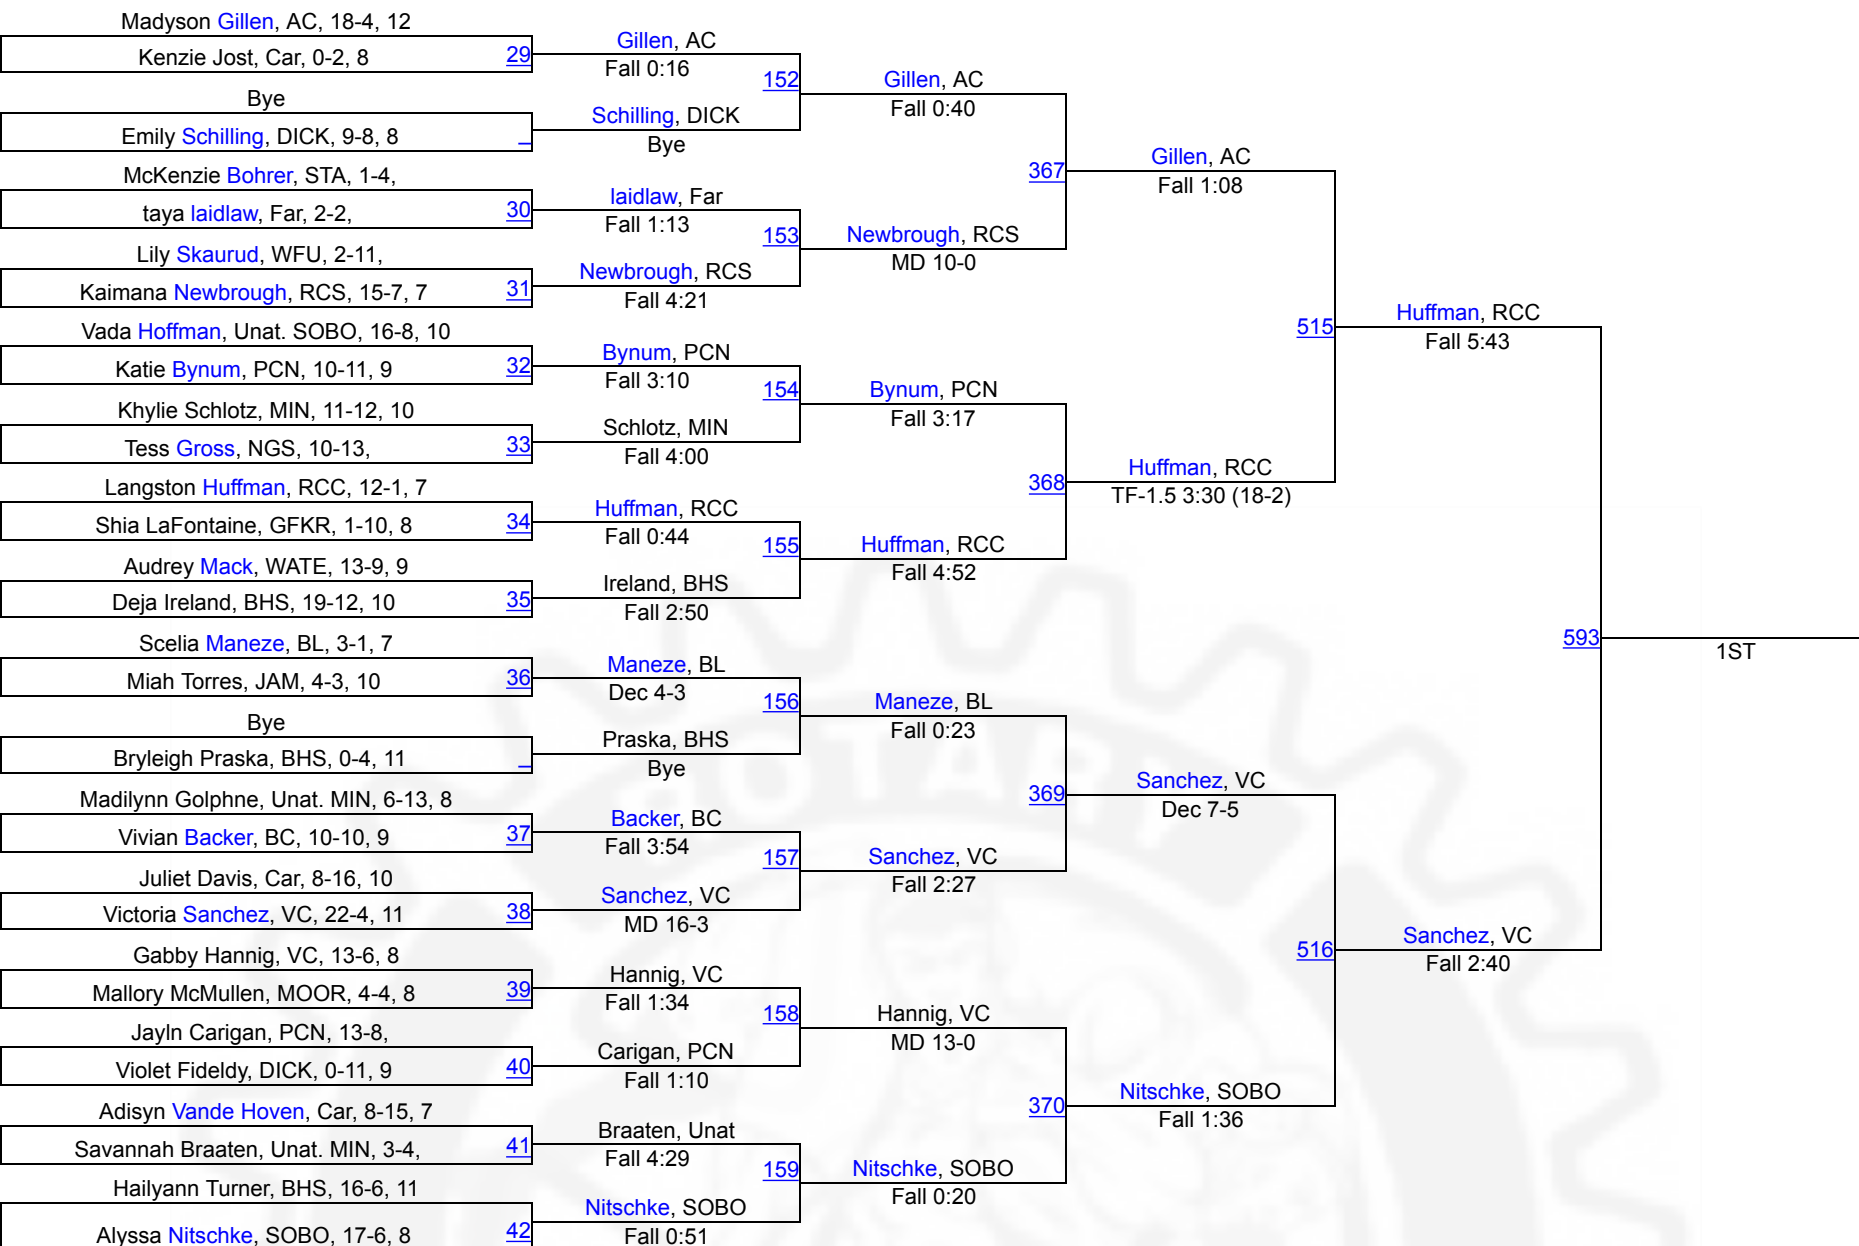 Madyson Gillen, AC, 18-4, 12
Kenzie Jost, Car, 0-2, 8
29
Bye
Emily Schilling, DICK, 9-8, 8
McKenzie Bohrer, STA, 1-4,
taya laidlaw, Far, 2-2,
30
Lily Skaurud, WFU, 2-11,
Kaimana Newbrough, RCS, 15-7, 7
31
Vada Hoffman, Unat. SOBO, 16-8, 10
Katie Bynum, PCN, 10-11, 9
32
Khylie Schlotz, MIN, 11-12, 10
Tess Gross, NGS, 10-13,
33
Langston Huffman, RCC, 12-1, 7
Shia LaFontaine, GFKR, 1-10, 8
34
Audrey Mack, WATE, 13-9, 9
Deja Ireland, BHS, 19-12, 10
35
Scelia Maneze, BL, 3-1, 7
Miah Torres, JAM, 4-3, 10
36
Bye
Bryleigh Praska, BHS, 0-4, 11
Madilynn Golphne, Unat. MIN, 6-13, 8
Vivian Backer, BC, 10-10, 9
37
Juliet Davis, Car, 8-16, 10
Victoria Sanchez, VC, 22-4, 11
38
Gabby Hannig, VC, 13-6, 8
Mallory McMullen, MOOR, 4-4, 8
39
Jayln Carigan, PCN, 13-8,
Violet Fideldy, DICK, 0-11, 9
40
Adisyn Vande Hoven, Car, 8-15, 7
Savannah Braaten, Unat. MIN, 3-4,
41
Hailyann Turner, BHS, 16-6, 11
Alyssa Nitschke, SOBO, 17-6, 8
42
Gillen, AC
Fall 0:16
152
Schilling, DICK
Bye
laidlaw, Far
Fall 1:13
153
Newbrough, RCS
Fall 4:21
Bynum, PCN
Fall 3:10
154
Schlotz, MIN
Fall 4:00
Huffman, RCC
Fall 0:44
155
Ireland, BHS
Fall 2:50
Maneze, BL
Dec 4-3
156
Praska, BHS
Bye
Backer, BC
Fall 3:54
157
Sanchez, VC
MD 16-3
Hannig, VC
Fall 1:34
158
Carigan, PCN
Fall 1:10
Braaten, Unat
Fall 4:29
159
Nitschke, SOBO
Fall 0:51
Gillen, AC
Fall 0:40
367
Newbrough, RCS
MD 10-0
Bynum, PCN
Fall 3:17
368
Huffman, RCC
Fall 4:52
Maneze, BL
Fall 0:23
369
Sanchez, VC
Fall 2:27
Hannig, VC
MD 13-0
370
Nitschke, SOBO
Fall 0:20
Gillen, AC
Fall 1:08
515
Huffman, RCC
TF-1.5 3:30 (18-2)
Sanchez, VC
Dec 7-5
516
Nitschke, SOBO
Fall 1:36
Huffman, RCC
Fall 5:43
593
Sanchez, VC
Fall 2:40
1ST